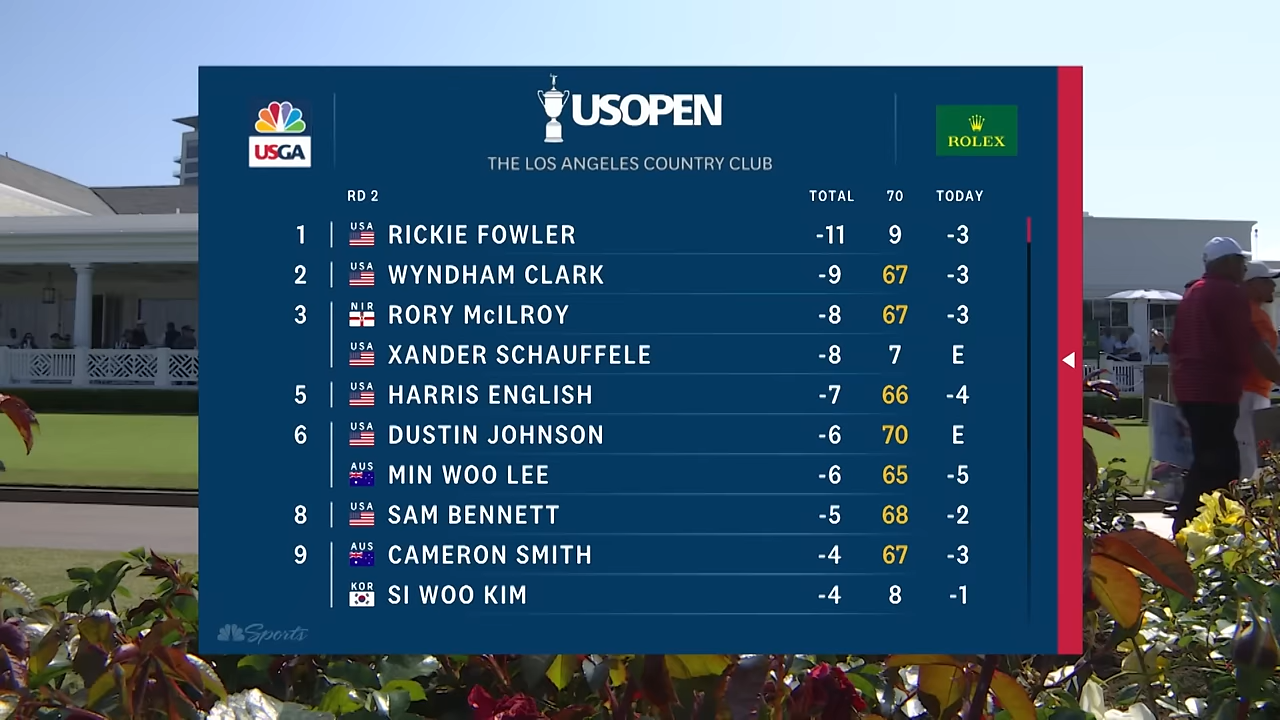 USOPEN
USGA
ROLEX
THE LOS ANGELES COUNTRY CLUB
RD 2 TOTAL 70 TODAY
1 USA RICKIE FOWLER -11 9 -3
2 USA WYNDHAM CLARK -9 67 -3
3 NIR RORY McILROY -8 67 -3
USA XANDER SCHAUFFELE -8 7 E
5 USA HARRIS ENGLISH -7 66 -4
6 USA DUSTIN JOHNSON -6 70 E
AUS MIN WOO LEE -6 65 -5
8 USA SAM BENNETT -5 68 -2
9 AUS CAMERON SMITH -4 67 -3
KOR SI WOO KIM -4 8 -1
Sports